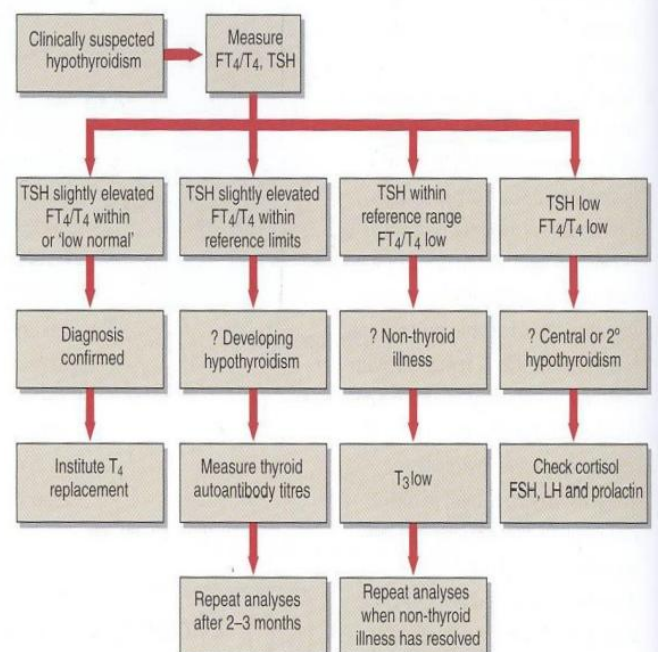 Clinically suspected
hypothyroidism
Measure
FT4/T4, TSH
TSH slightly elevated
FT4/T4 within
or ‘low normal’
TSH slightly elevated
FT4/T4 within
reference limits
TSH within
reference range
FT4/T4 low
TSH low
FT4/T4 low
Diagnosis
confirmed
? Developing
hypothyroidism
? Non-thyroid
illness
? Central or 2º
hypothyroidism
Institute T4
replacement
Measure thyroid
autoantibody titres
T3 low
Check cortisol
FSH, LH and prolactin
Repeat analyses
after 2–3 months
Repeat analyses
when non-thyroid
illness has resolved